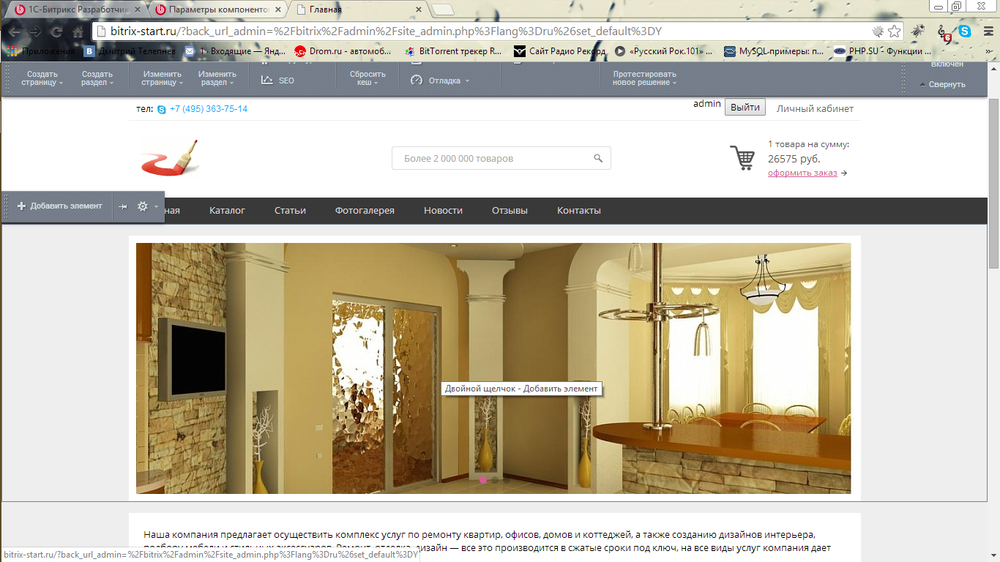 1С-Битрикс Разработчик
Параметры компонентов
Главная
bitrix-start.ru/?back_url_admin=%2Fbitrix%2Fadmin%2Fsite_admin.php%3Flang%3Dru%26set_default%3DY
Приложения
Дмитрий Телепнев
1 · Входящие — Янд...
Drom.ru - автомоб...
BitTorrent трекер R...
Сайт Радио Рекорд
«Русский Рок.101» ...
MySQL примеры: п...
PHP.SU - Функции ...
Создать страницу
Создать раздел
Изменить страницу
Изменить раздел
SEO
Сбросить кеш
Отладка
Протестировать новое решение
Включен
Свернуть
тел: +7 (495) 363-75-14
admin Выйти Личный кабинет
Более 2 000 000 товаров
1 товара на сумму:
26575 руб.
оформить заказ →
Добавить элемент
ная Каталог Статьи Фотогалерея Новости Отзывы Контакты
Двойной щелчок - Добавить элемент
Наша компания предлагает осуществить комплекс услуг по ремонту квартир, офисов, домов и коттеджей, а также созданию дизайнов интерьера,
подбору мебели и стильных аксессуаров. Ремонт, отделка, дизайн — все это производится в сжатые сроки под ключ, на все виды услуг компания дает
bitrix-start.ru/?back_url_admin=%2Fbitrix%2Fadmin%2Fsite_admin.php%3Flang%3Dru%26set_default%3DY